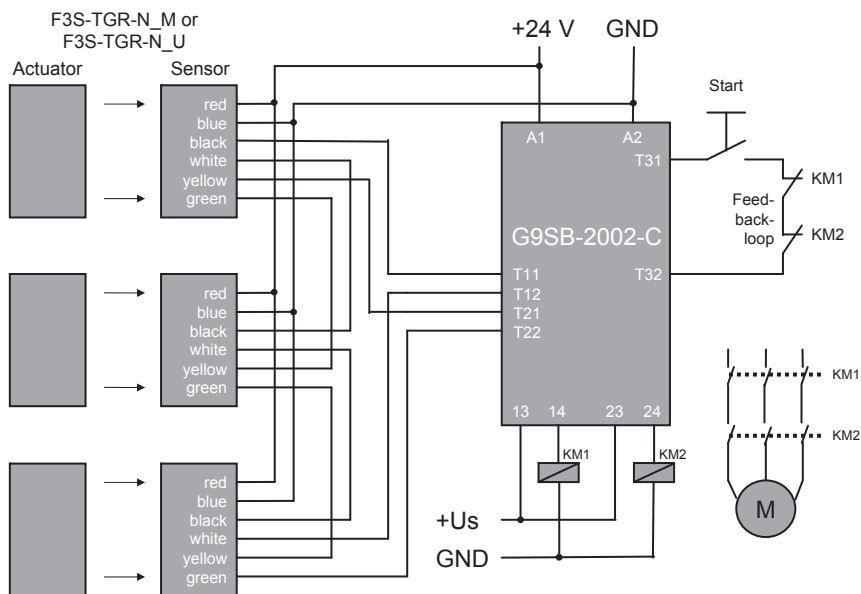 F3S-TGR-N_M or
F3S-TGR-N_U
Actuator
Sensor
red
blue
black
white
yellow
green
red
blue
black
white
yellow
green
red
blue
black
white
yellow
green
+24 V
GND
A1
A2
T31
G9SB-2002-C
T11
T12
T21
T22
T32
13
14
23
24
Start
KM1
Feed-
back-
loop
KM2
KM1
KM2
+Us
GND
KM1
KM2
M